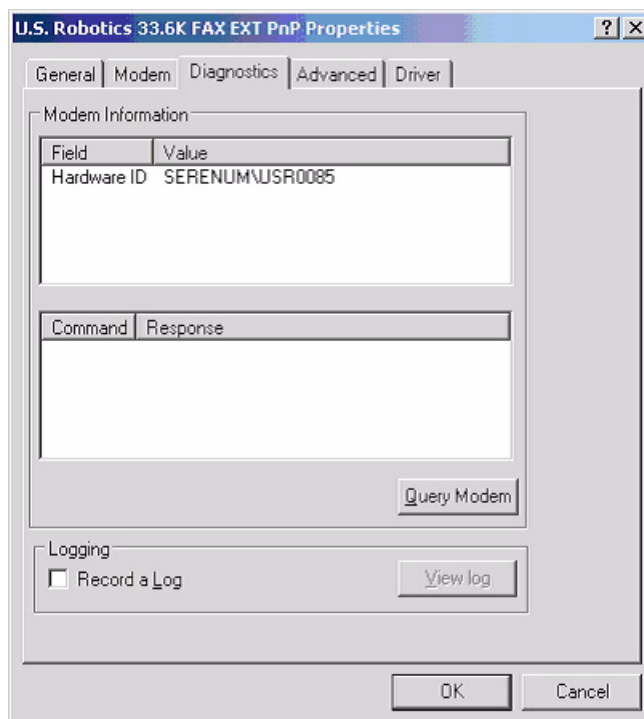 U.S. Robotics 33.6K FAX EXT PnP Properties ? X
General Modem Diagnostics Advanced Driver
Modem Information
Field Value
Hardware ID SERENUM\USR0085
Command Response
Query Modem
Logging
Record a Log View log
OK Cancel